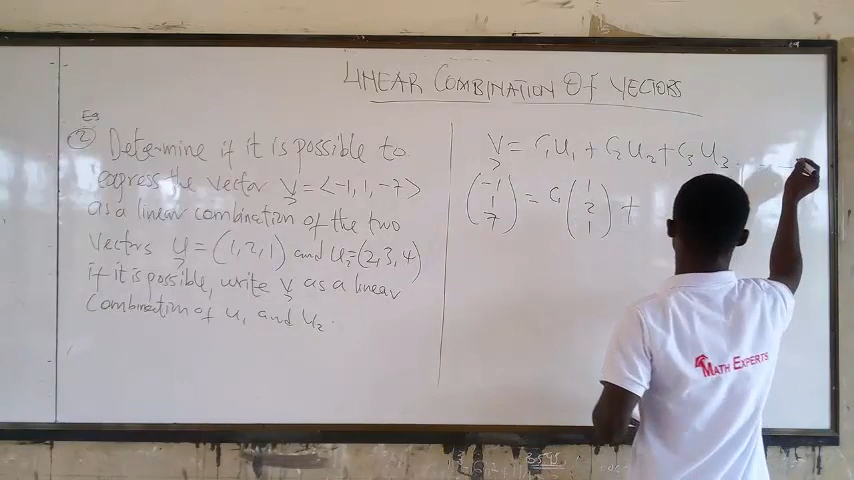 LINEAR COMBINATION OF VECTORS
Eg
② Determine if it is possible to
express the vector V = <-1, 1, -7>
as a linear combination of the two
vectors U = (1, 2, 1) and U₂ = (2, 3, 4)
if it is possible, write V as a linear
Combination of u₁ and U₂.
V = C₁U₁ + C₂U₂ + C₃U₃ . . . .
(-1 1 7) = C₁ (1 2 1) +
MATH EXPERTS